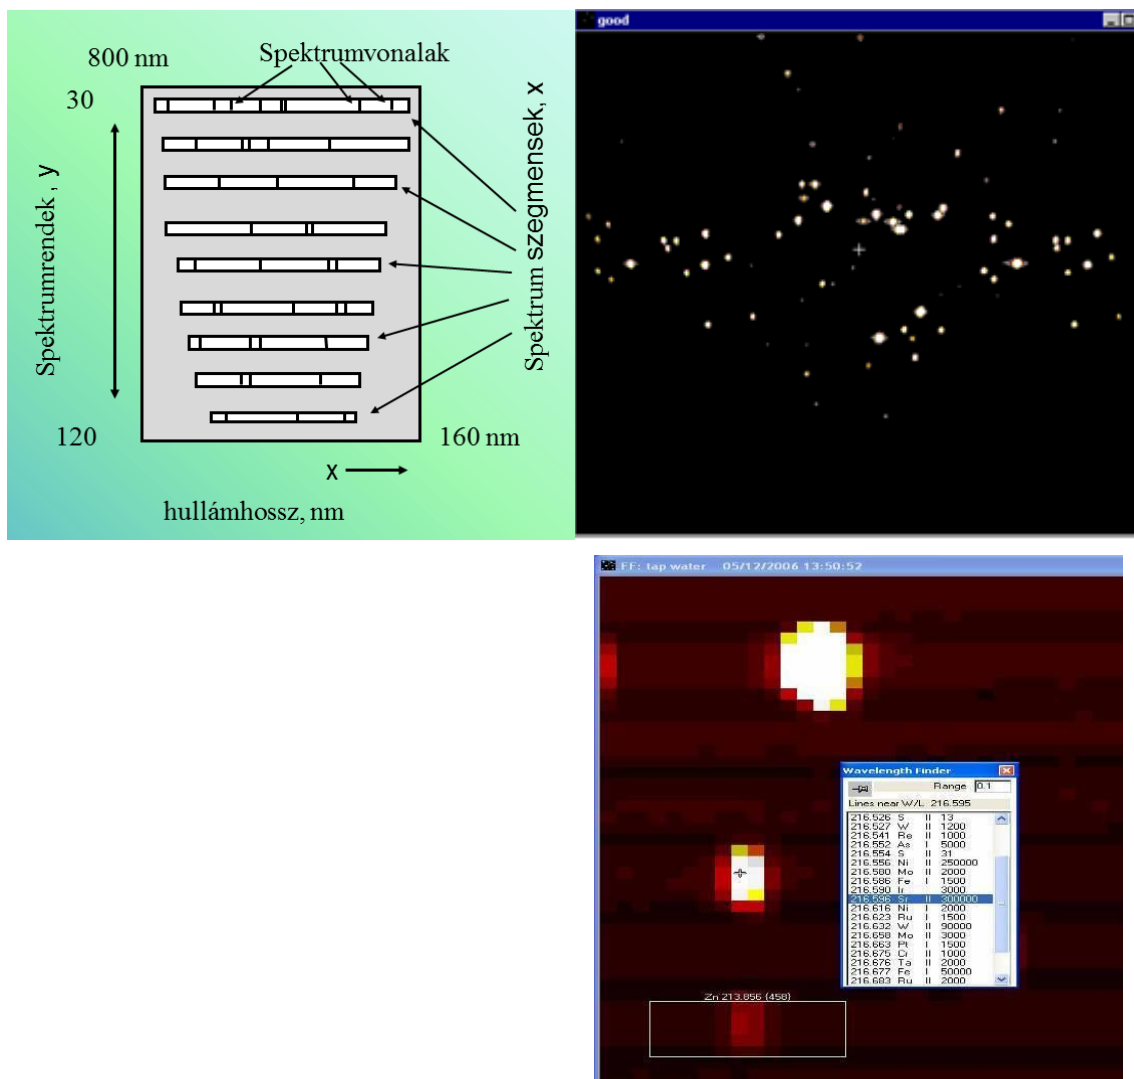 800 nm
Spektrumvonalak
30
Spektrumrendek , y
Spektrum szegmensek, x
120
160 nm
x
hullámhossz, nm
good
FF: tap water 05/12/2006 13:50:52
Wavelength Finder
Range 0.1
Lines near W/L 216.595
216.526 S II 13
216.527 W II 1200
216.541 Re II 1000
216.552 As I 5000
216.554 S II 31
216.556 Ni II 250000
216.580 Mo II 2000
216.586 Fe I 1500
216.590 Ir 3000
216.596 Sr II 300000
216.616 Ni I 2000
216.623 Ru I 1500
216.632 W II 90000
216.658 Mo II 3000
216.663 Pt I 1500
216.675 Cr II 1000
216.676 Ta II 2000
216.677 Fe I 50000
216.683 Ru II 2000
Zn 213.856 {458}